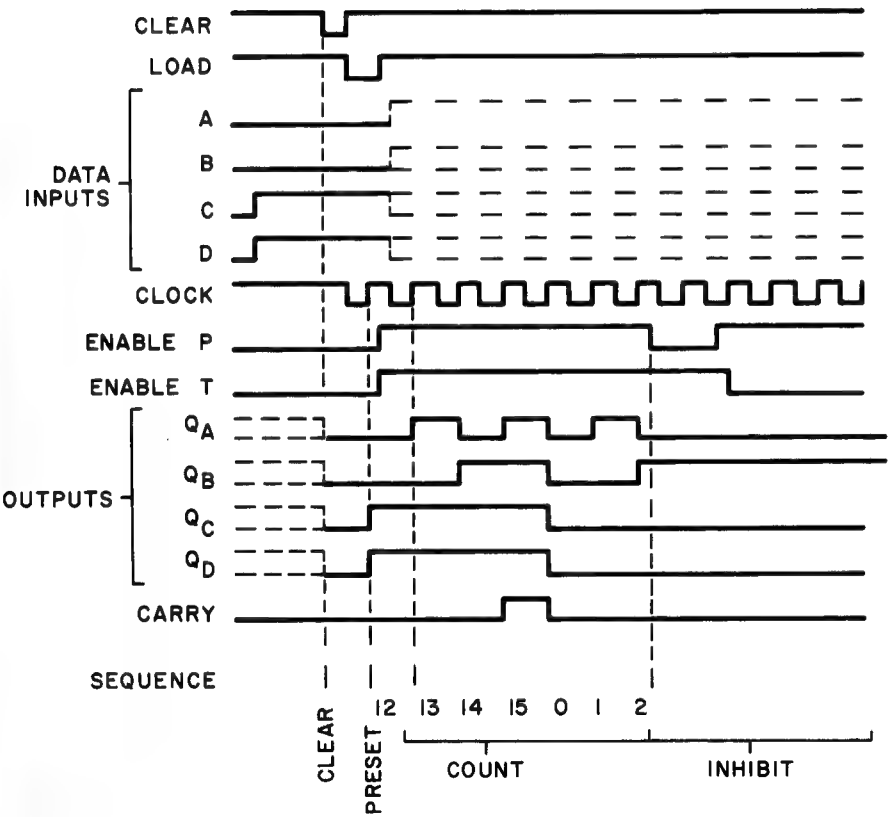 CLEAR
LOAD
DATA INPUTS
A
B
C
D
CLOCK
ENABLE P
ENABLE T
OUTPUTS
QA
QB
QC
QD
CARRY
SEQUENCE
12 13 14 15 0 1 2
CLEAR
PRESET
COUNT
INHIBIT